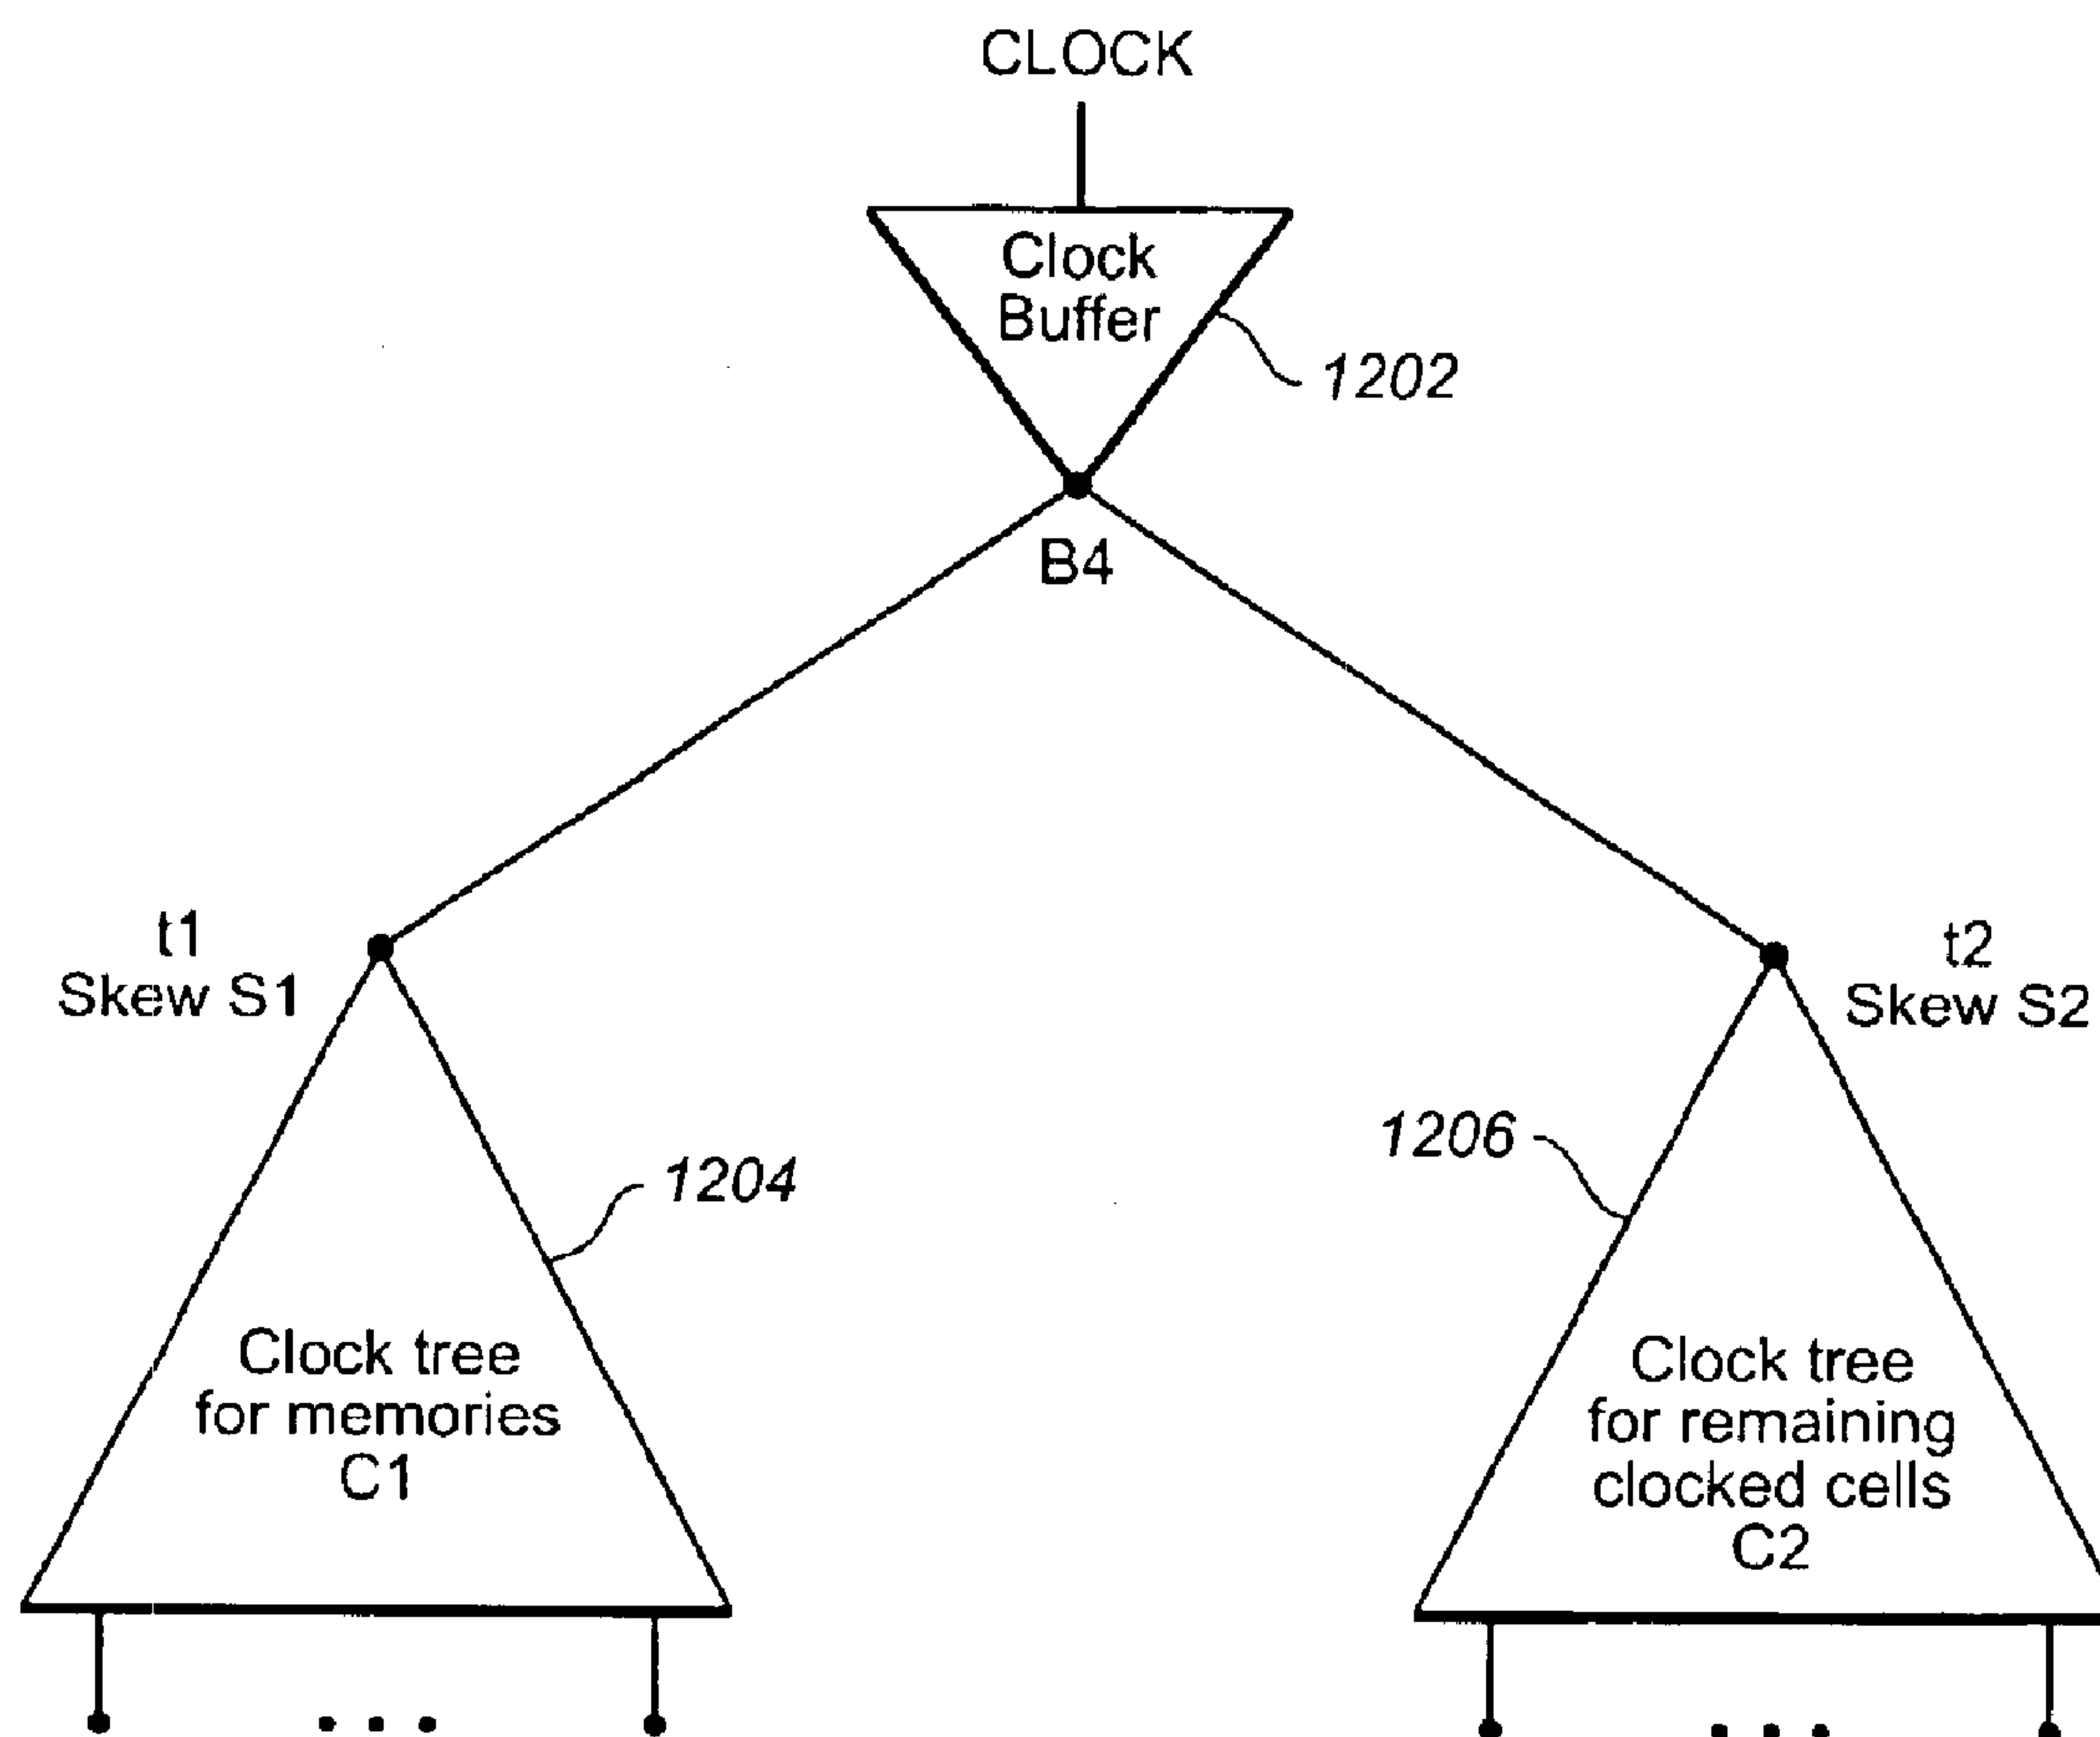 CLOCK
Clock
Buffer
1202
B4
t1
Skew S1
t2
Skew S2
1204
1206
Clock tree
for memories
C1
Clock tree
for remaining
clocked cells
C2